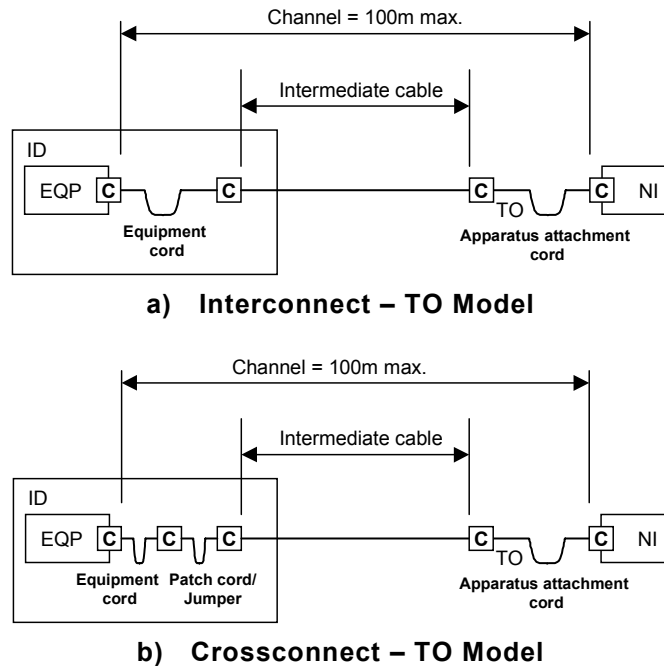 Channel = 100m max.
Intermediate cable
ID
EQP
C
C
C
TO
C
NI
Equipment
cord
Apparatus attachment
cord
a) Interconnect – TO Model
Channel = 100m max.
Intermediate cable
ID
EQP
C
C
C
C
TO
C
NI
Equipment
cord
Patch cord/
Jumper
Apparatus attachment
cord
b) Crossconnect – TO Model